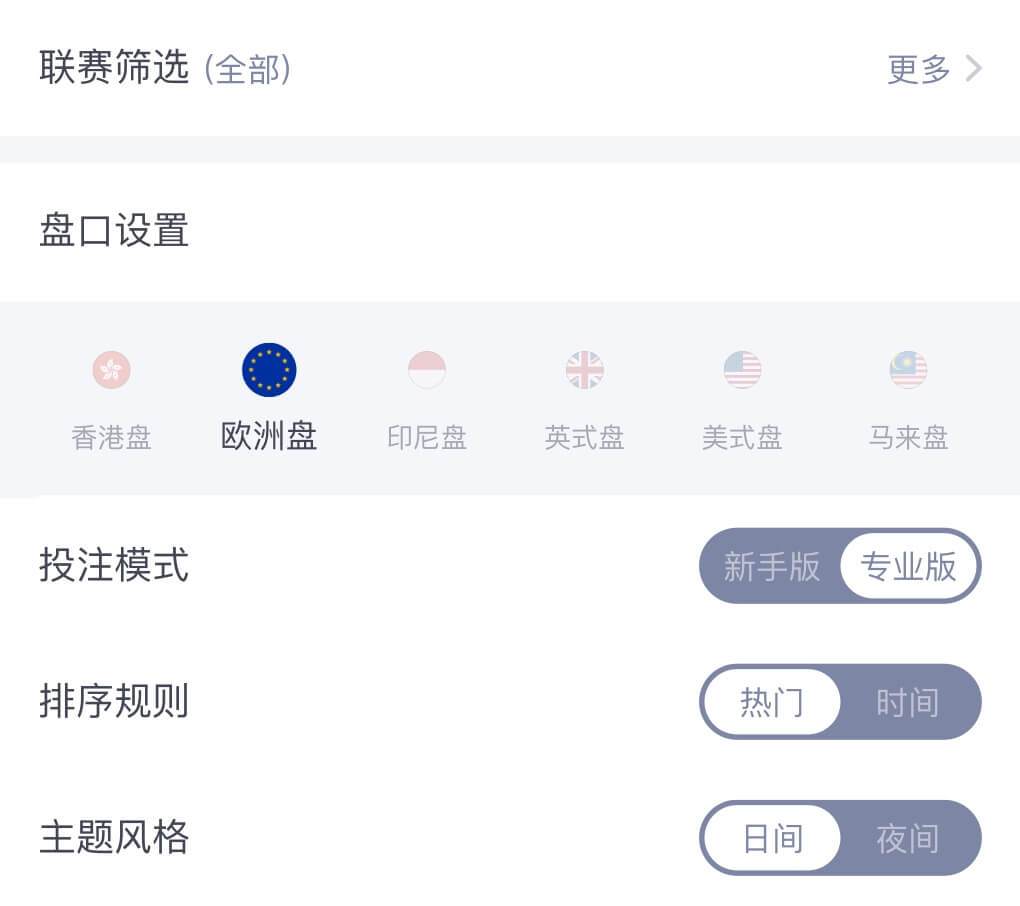 联赛筛选 (全部) 更多
盘口设置
香港盘 欧洲盘 印尼盘 英式盘 美式盘 马来盘
投注模式 新手版 专业版
排序规则 热门 时间
主题风格 日间 夜间